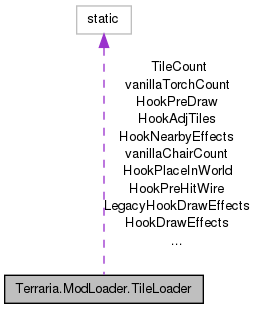 static
TileCount
vanillaTorchCount
HookPreDraw
HookAdjTiles
HookNearbyEffects
vanillaChairCount
HookPlaceInWorld
HookPreHitWire
LegacyHookDrawEffects
HookDrawEffects
...
Terraria.ModLoader.TileLoader